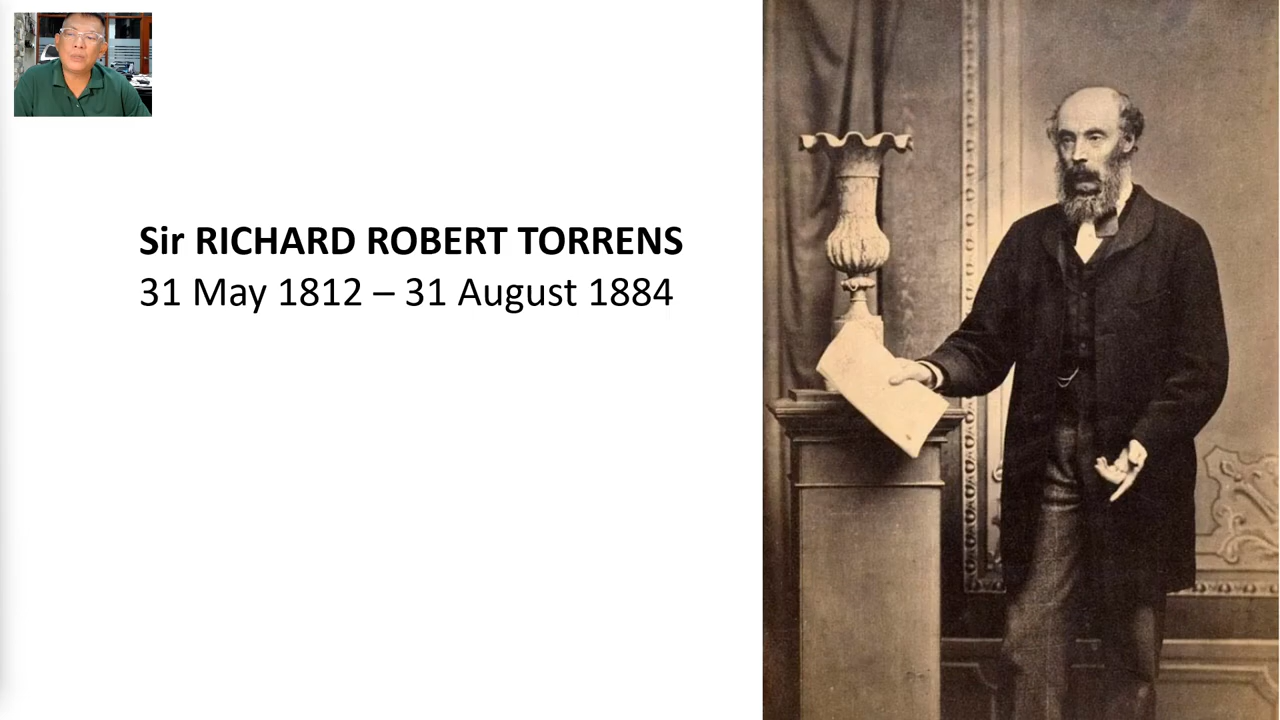 Sir RICHARD ROBERT TORRENS
31 May 1812 – 31 August 1884